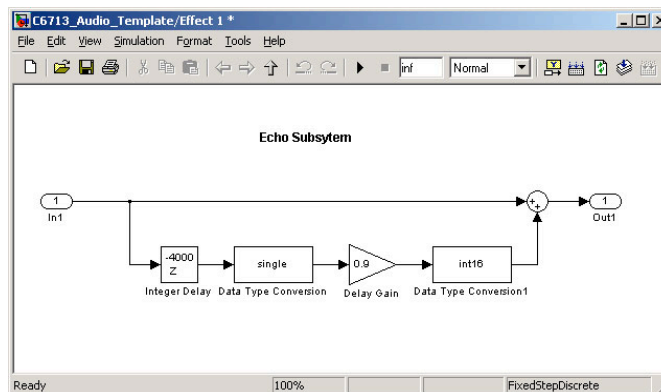 C6713_Audio_Template/Effect 1 *
File Edit View Simulation Format Tools Help
inf Normal
Echo Subsytem
1
In1
-4000
Z
single
0.9
int16
+
+
1
Out1
Integer Delay Data Type Conversion Delay Gain Data Type Conversion1
Ready 100% FixedStepDiscrete